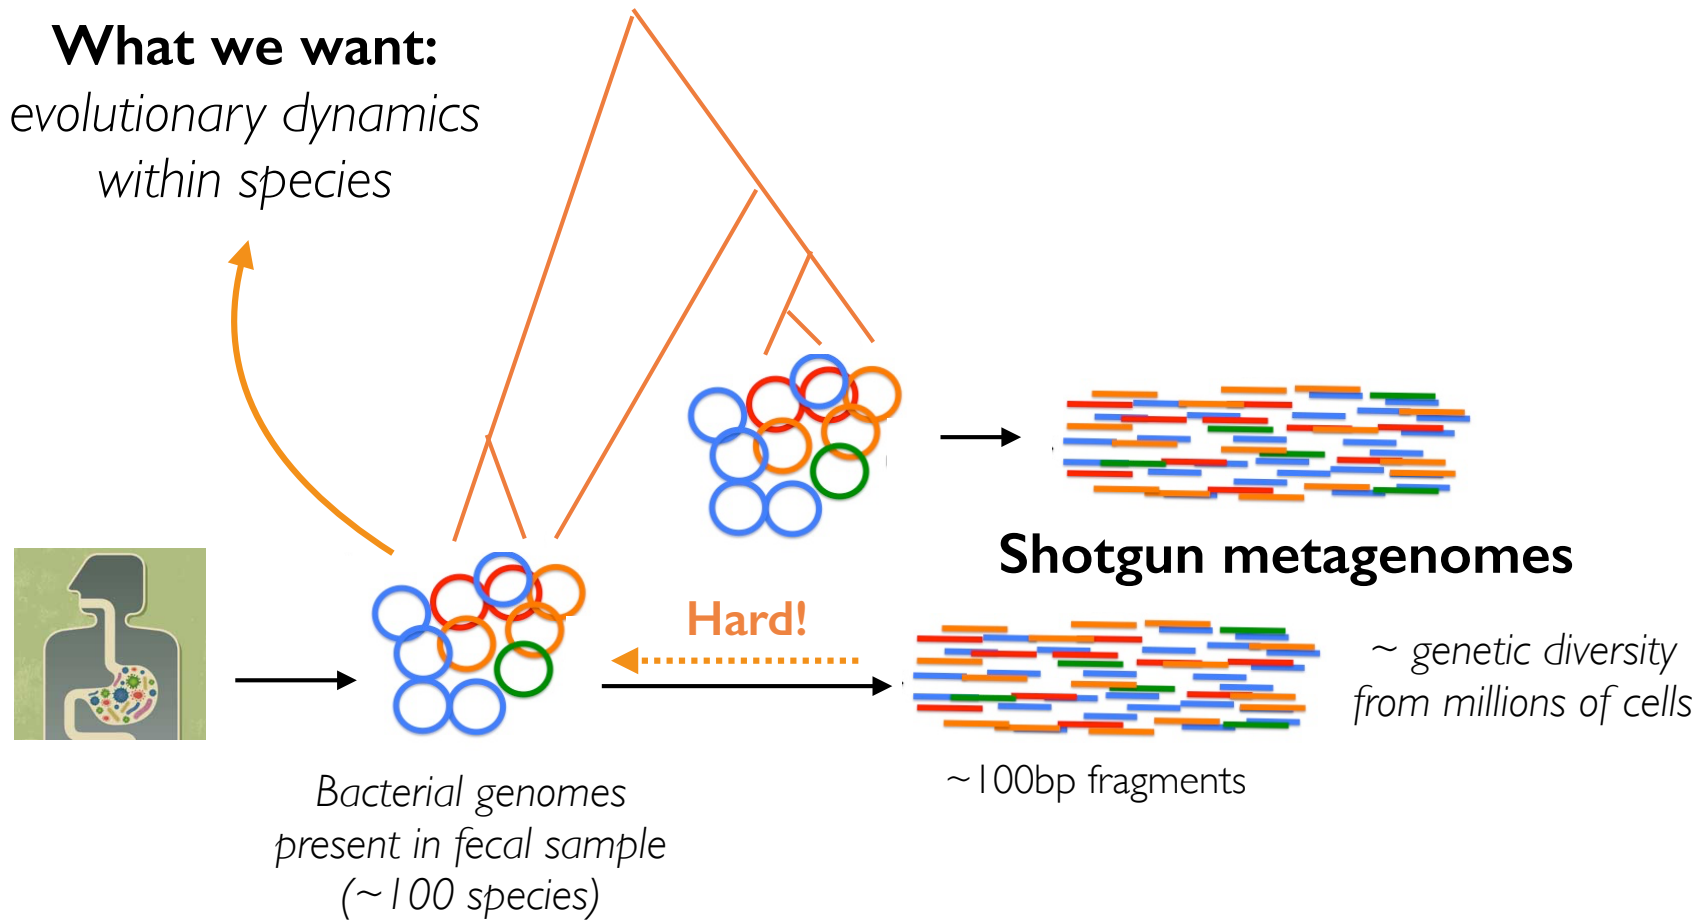 What we want:
evolutionary dynamics
within species
Shotgun metagenomes
Hard!
~ genetic diversity
from millions of cells
~100bp fragments
Bacterial genomes
present in fecal sample
(~100 species)